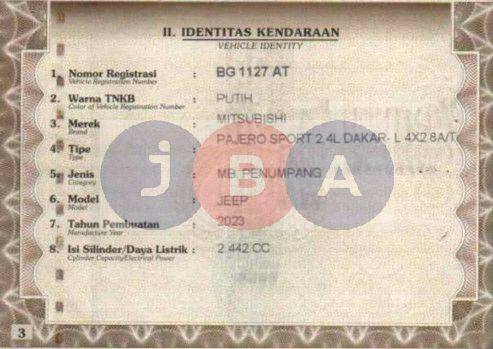 II. IDENTITAS KENDARAAN
VEHICLE IDENTITY
1. Nomor Registrasi : BG 1127 AT
Vehicle Registration Number
2. Warna TNKB : PUTIH
Color of Vehicle Registration Number
3. Merek : MITSUBISHI
Brand
4. Tipe : PAJERO SPORT 2.4L DAKAR- L 4X2 8A/T
Type
5. Jenis : MB. PENUMPANG
Category
6. Model : JEEP
Model
7. Tahun Pembuatan : 2023
Manufacture Year
8. Isi Silinder/Daya Listrik : 2.442 CC
Cylinder Capacity/Electrical Power
JBA
3